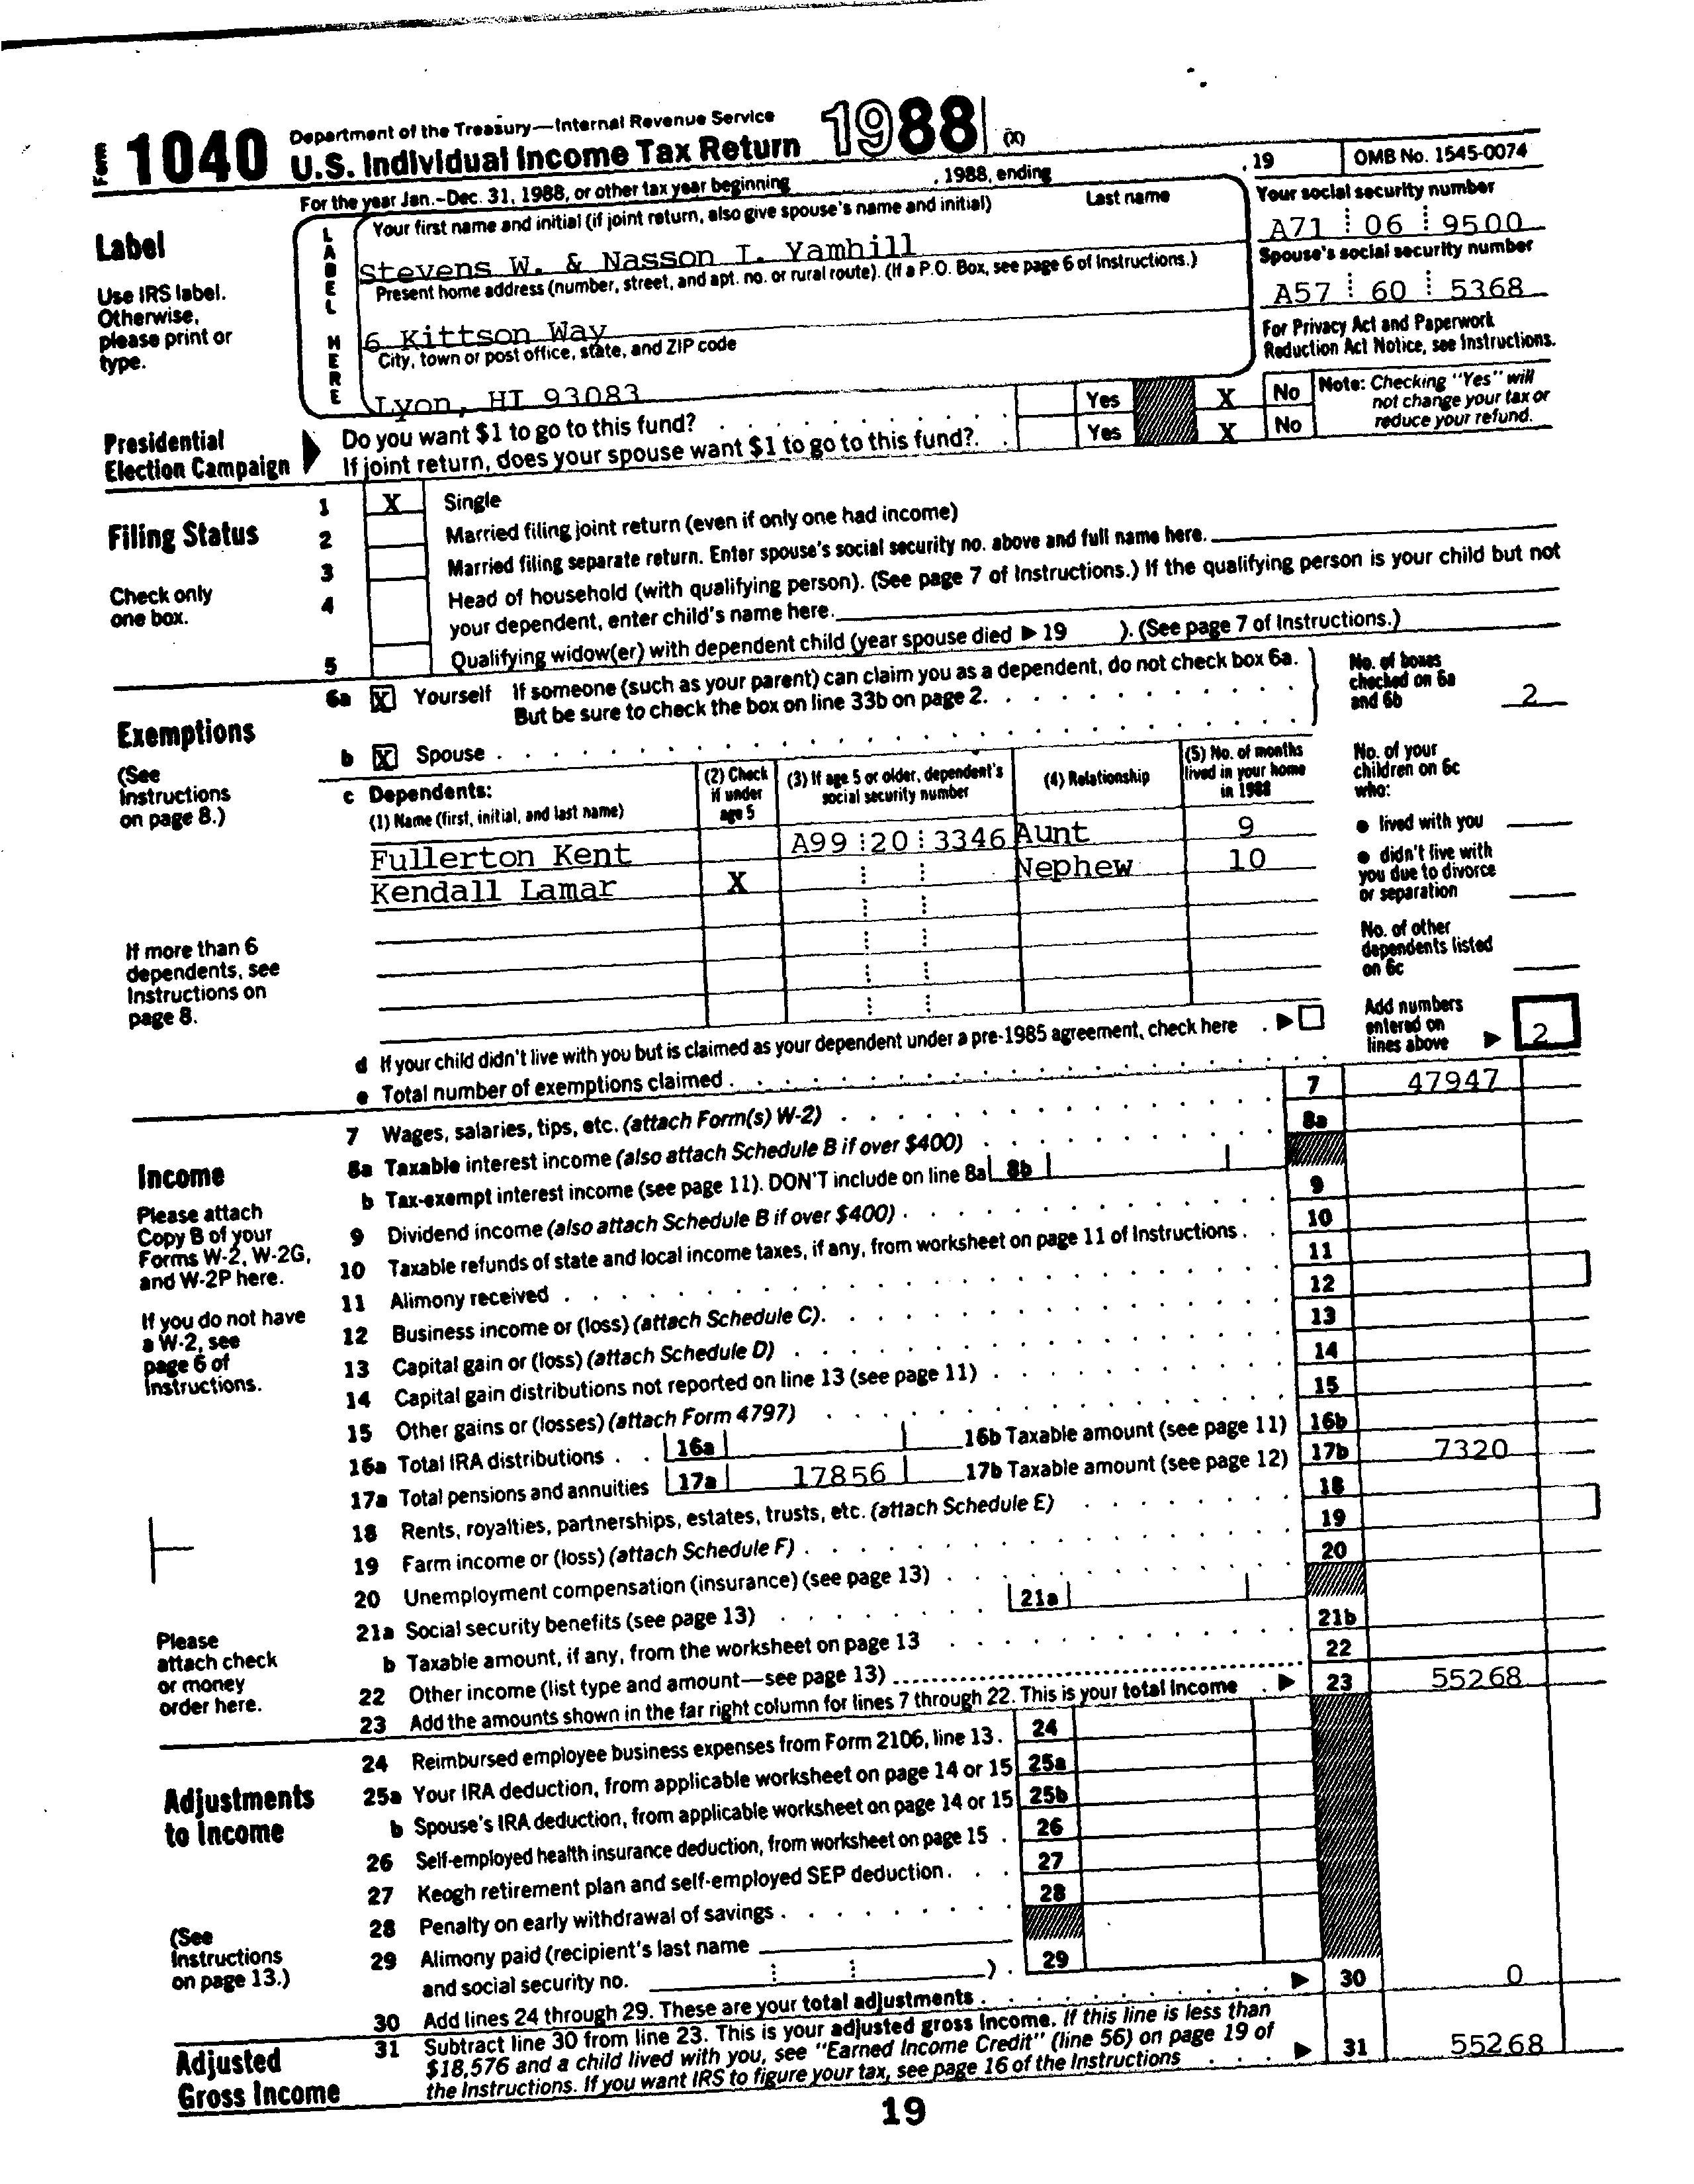 Form 1040 Department of the Treasury—Internal Revenue Service
U.S. Individual Income Tax Return 1988 (X)
For the year Jan.-Dec. 31, 1988, or other tax year beginning , 1988, ending , 19 OMB No. 1545-0074
Label
Use IRS label.
Otherwise,
please print or
type.
LABEL HERE
Your first name and initial (if joint return, also give spouse's name and initial) Last name
Stevens W. & Nasson I. Yamhill
Your social security number
A71 06 9500
Present home address (number, street, and apt. no. or rural route). (If a P.O. Box, see page 6 of Instructions.)
6 Kittson Way
Spouse's social security number
A57 60 5368
City, town or post office, state, and ZIP code
Lyon, HI 93083
For Privacy Act and Paperwork
Reduction Act Notice, see Instructions.
Presidential
Election Campaign
Do you want $1 to go to this fund? Yes X No
If joint return, does your spouse want $1 to go to this fund? Yes X No
Note: Checking "Yes" will
not change your tax or
reduce your refund.
Filing Status
Check only
one box.
1 X Single
2 Married filing joint return (even if only one had income)
3 Married filing separate return. Enter spouse's social security no. above and full name here.
4 Head of household (with qualifying person). (See page 7 of Instructions.) If the qualifying person is your child but not
your dependent, enter child's name here.
5 Qualifying widow(er) with dependent child (year spouse died ▶ 19 ). (See page 7 of Instructions.)
Exemptions
(See
Instructions
on page 8.)
6a X Yourself If someone (such as your parent) can claim you as a dependent, do not check box 6a.
But be sure to check the box on line 33b on page 2.
b X Spouse
No. of boxes
checked on 6a
and 6b 2
c Dependents:
(1) Name (first, initial, and last name)
(2) Check
if under
age 5
(3) If age 5 or older, dependent's
social security number
(4) Relationship
(5) No. of months
lived in your home
in 1988
Fullerton Kent A99 20 3346 Aunt 9
Kendall Lamar X Nephew 10
No. of your
children on 6c
who:
● lived with you
● didn't live with
you due to divorce
or separation
No. of other
dependents listed
on 6c
If more than 6
dependents, see
Instructions on
page 8.
d If your child didn't live with you but is claimed as your dependent under a pre-1985 agreement, check here ▶
e Total number of exemptions claimed
Add numbers
entered on
lines above ▶ 2
Income
Please attach
Copy B of your
Forms W-2, W-2G,
and W-2P here.
If you do not have
a W-2, see
page 6 of
Instructions.
Please
attach check
or money
order here.
7 Wages, salaries, tips, etc. (attach Form(s) W-2) 7 47947
8a Taxable interest income (also attach Schedule B if over $400) 8a
b Tax-exempt interest income (see page 11). DON'T include on line 8a 8b
9 Dividend income (also attach Schedule B if over $400) 9
10 Taxable refunds of state and local income taxes, if any, from worksheet on page 11 of Instructions 10
11 Alimony received 11
12 Business income or (loss) (attach Schedule C) 12
13 Capital gain or (loss) (attach Schedule D) 13
14 Capital gain distributions not reported on line 13 (see page 11) 14
15 Other gains or (losses) (attach Form 4797) 15
16a Total IRA distributions 16a 16b Taxable amount (see page 11) 16b
17a Total pensions and annuities 17a 17856 17b Taxable amount (see page 12) 17b 7320
18 Rents, royalties, partnerships, estates, trusts, etc. (attach Schedule E) 18
19 Farm income or (loss) (attach Schedule F) 19
20 Unemployment compensation (insurance) (see page 13) 20
21a Social security benefits (see page 13) 21a
b Taxable amount, if any, from the worksheet on page 13 21b
22 Other income (list type and amount—see page 13) 22
23 Add the amounts shown in the far right column for lines 7 through 22. This is your total income ▶ 23 55268
Adjustments
to Income
(See
Instructions
on page 13.)
24 Reimbursed employee business expenses from Form 2106, line 13. 24
25a Your IRA deduction, from applicable worksheet on page 14 or 15 25a
b Spouse's IRA deduction, from applicable worksheet on page 14 or 15 25b
26 Self-employed health insurance deduction, from worksheet on page 15 26
27 Keogh retirement plan and self-employed SEP deduction 27
28 Penalty on early withdrawal of savings 28
29 Alimony paid (recipient's last name
and social security no. ) 29
30 Add lines 24 through 29. These are your total adjustments ▶ 30 0
Adjusted
Gross Income
31 Subtract line 30 from line 23. This is your adjusted gross income. If this line is less than
$18,576 and a child lived with you, see "Earned Income Credit" (line 56) on page 19 of
the Instructions. If you want IRS to figure your tax, see page 16 of the Instructions ▶ 31 55268
19